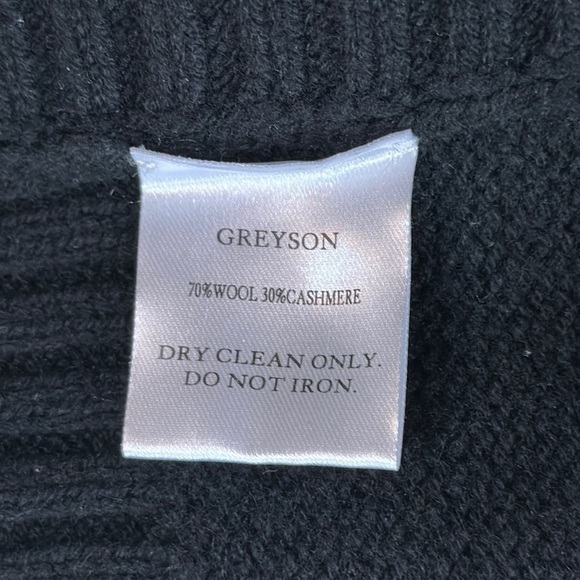 GREYSON
70%WOOL 30%CASHMERE
DRY CLEAN ONLY.
DO NOT IRON.